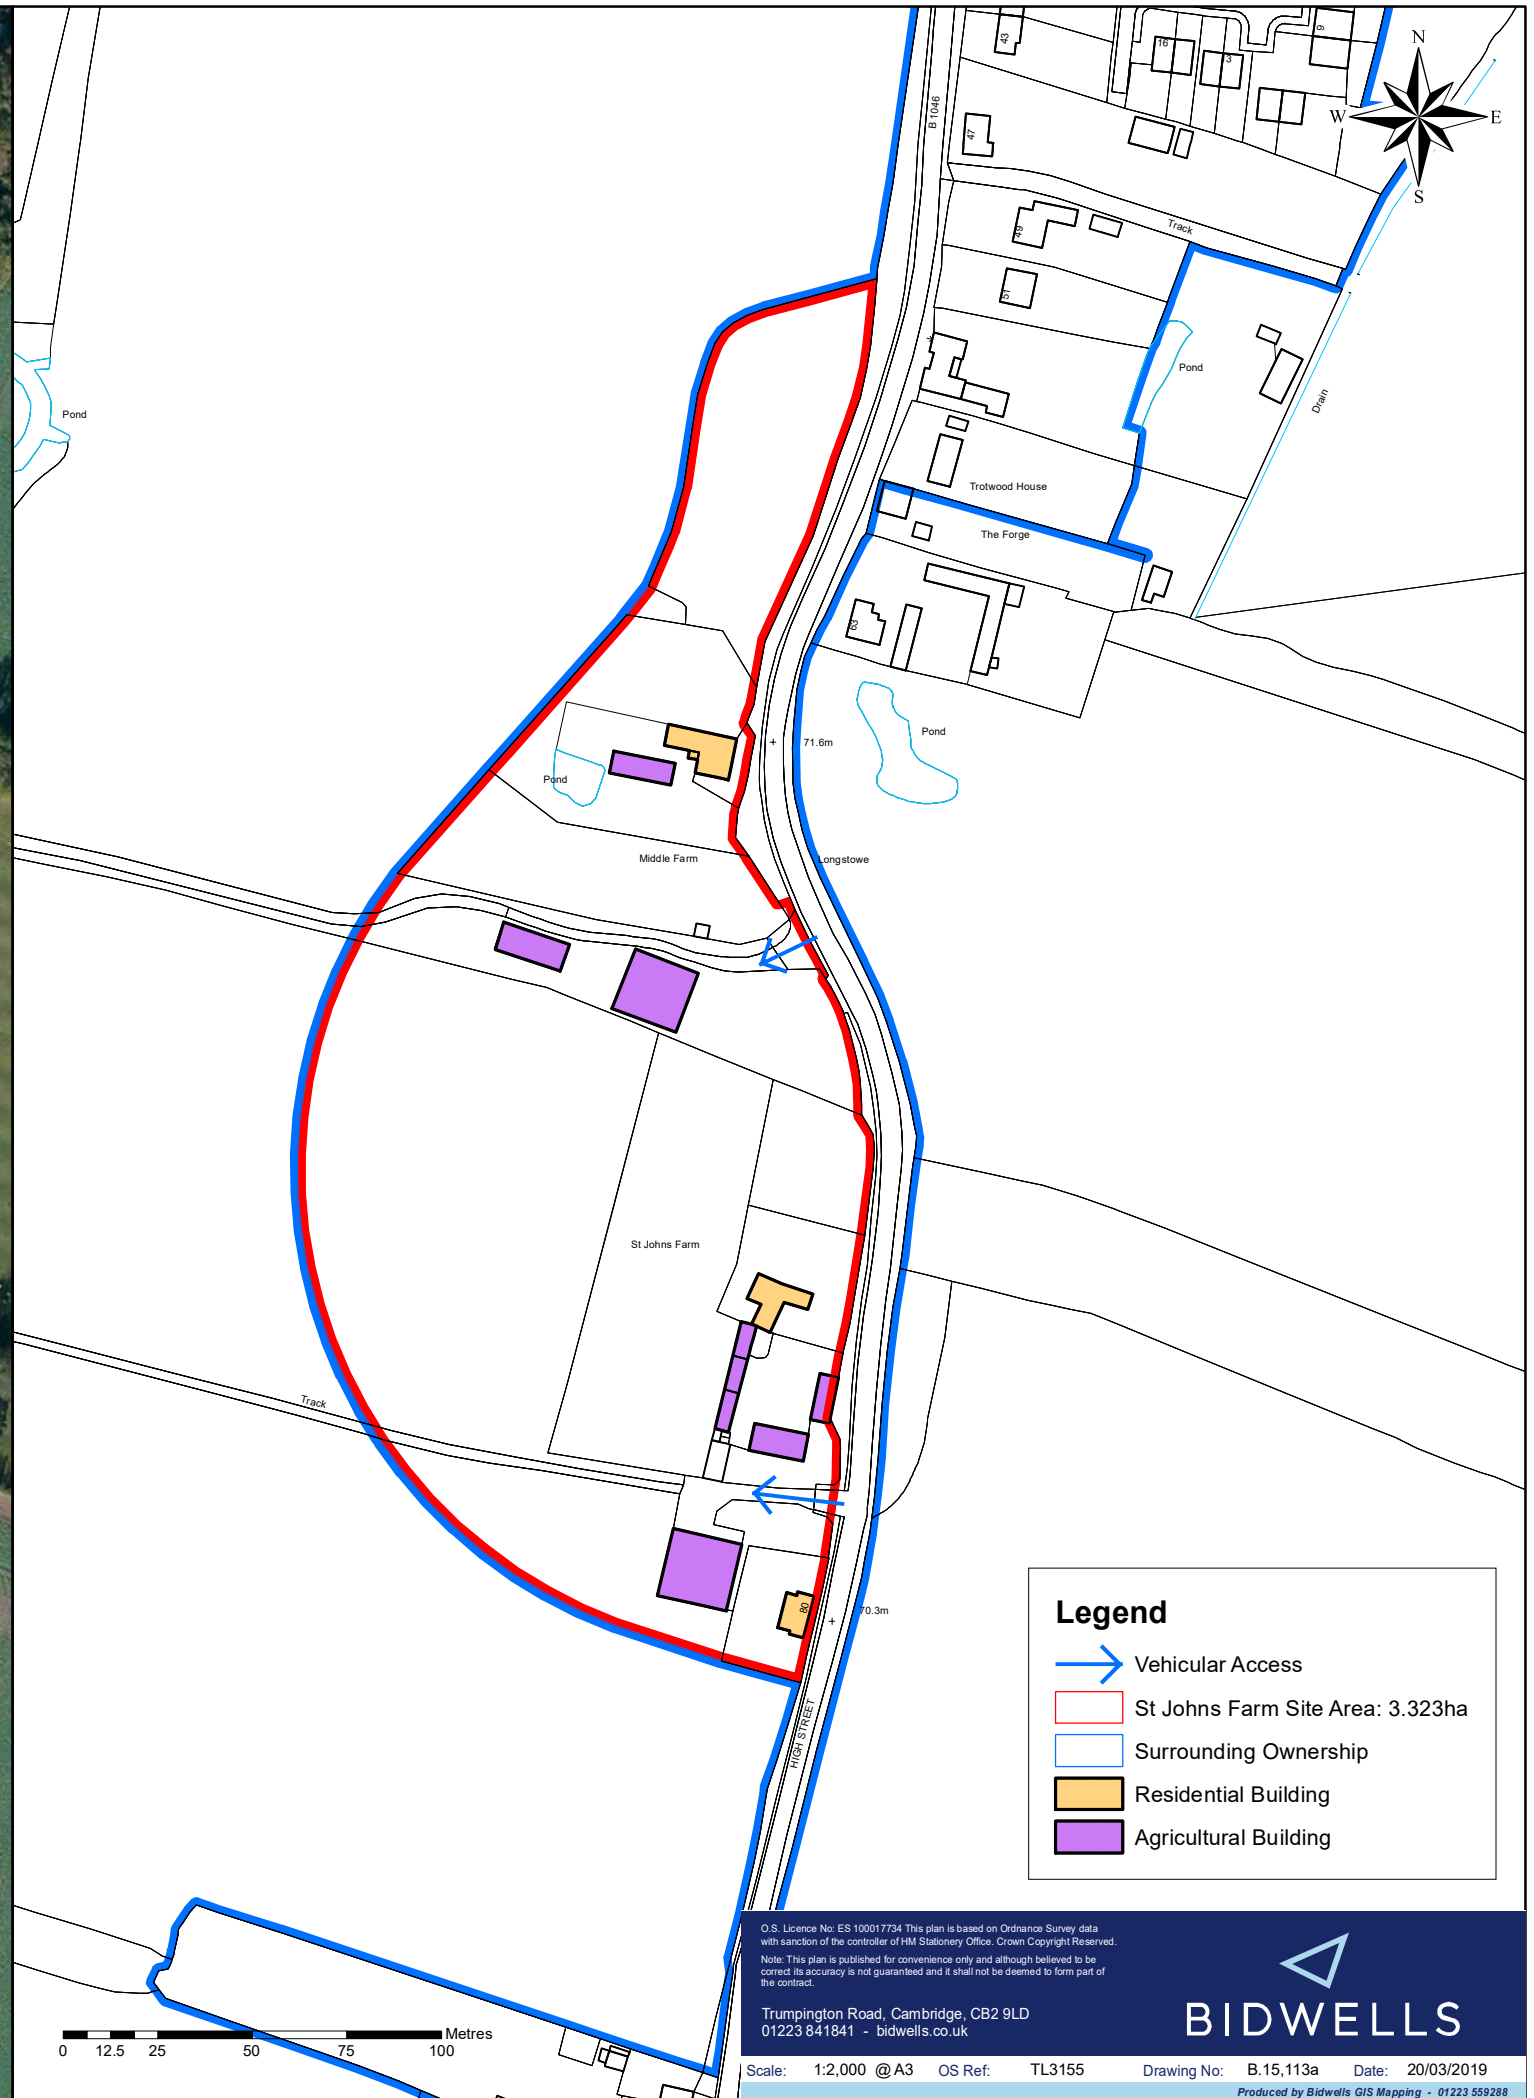 43
16
3
9
N
W
E
S
B 1046
47
Track
49
51
Pond
Pond
Drain
Trotwood House
The Forge
63
Pond
71.6m
Pond
Middle Farm
Longstowe
St Johns Farm
Track
80
70.3m
HIGH STREET
Legend
Vehicular Access
St Johns Farm Site Area: 3.323ha
Surrounding Ownership
Residential Building
Agricultural Building
O.S. Licence No: ES 100017734 This plan is based on Ordnance Survey data
with sanction of the controller of HM Stationery Office. Crown Copyright Reserved.
Note: This plan is published for convenience only and although believed to be
correct its accuracy is not guaranteed and it shall not be deemed to form part of
the contract.
Trumpington Road, Cambridge, CB2 9LD
01223 841841 - bidwells.co.uk
BIDWELLS
Metres
0 12.5 25 50 75 100
Scale: 1:2,000 @ A3 OS Ref: TL3155 Drawing No: B.15,113a Date: 20/03/2019
Produced by Bidwells GIS Mapping - 01223 559288